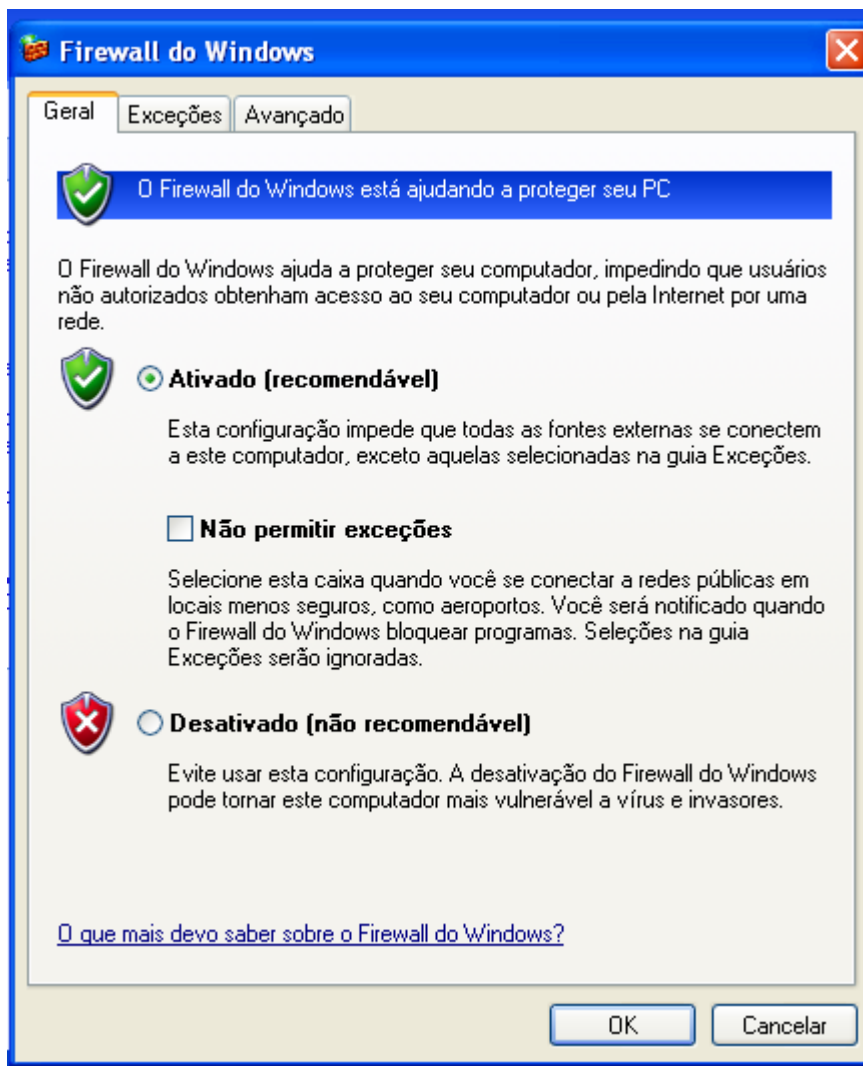 Firewall do Windows
Geral
Exceções
Avançado
O Firewall do Windows está ajudando a proteger seu PC
O Firewall do Windows ajuda a proteger seu computador, impedindo que usuários
não autorizados obtenham acesso ao seu computador ou pela Internet por uma
rede.
Ativado (recomendável)
Esta configuração impede que todas as fontes externas se conectem
a este computador, exceto aquelas selecionadas na guia Exceções.
Não permitir exceções
Selecione esta caixa quando você se conectar a redes públicas em
locais menos seguros, como aeroportos. Você será notificado quando
o Firewall do Windows bloquear programas. Seleções na guia
Exceções serão ignoradas.
Desativado (não recomendável)
Evite usar esta configuração. A desativação do Firewall do Windows
pode tornar este computador mais vulnerável a vírus e invasores.
O que mais devo saber sobre o Firewall do Windows?
OK
Cancelar